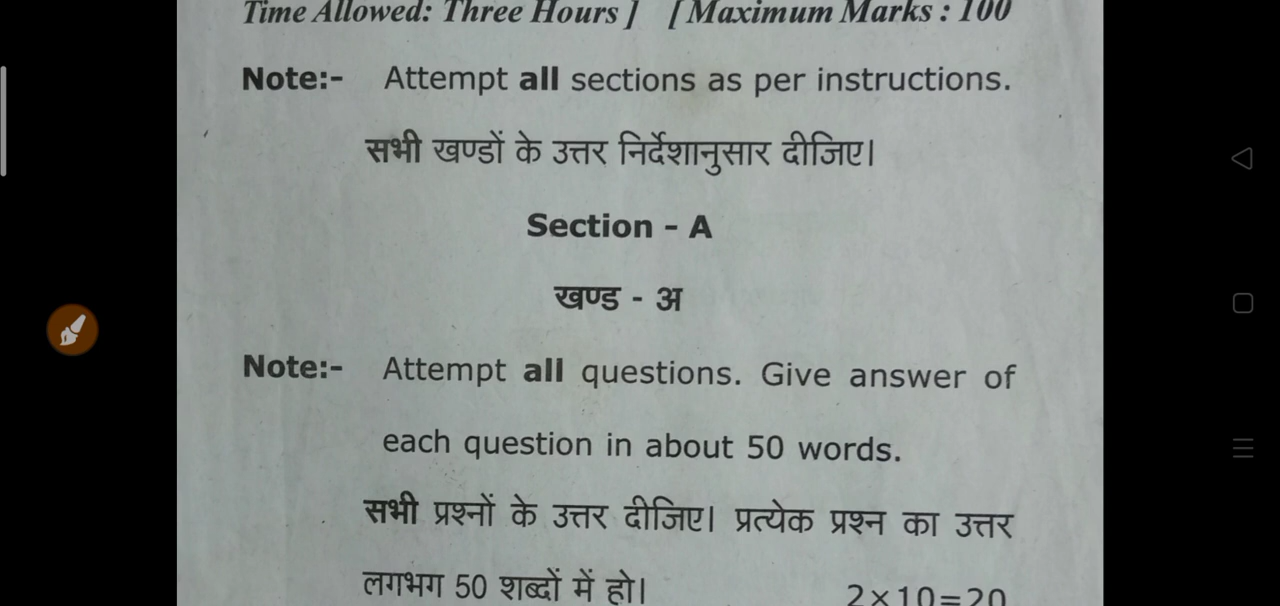 Time Allowed: Three Hours ] [ Maximum Marks : 100
Note:- Attempt all sections as per instructions.
सभी खण्डों के उत्तर निर्देशानुसार दीजिए।
Section - A
खण्ड - अ
Note:- Attempt all questions. Give answer of
each question in about 50 words.
सभी प्रश्नों के उत्तर दीजिए। प्रत्येक प्रश्न का उत्तर
लगभग 50 शब्दों में हो। 2×10=20